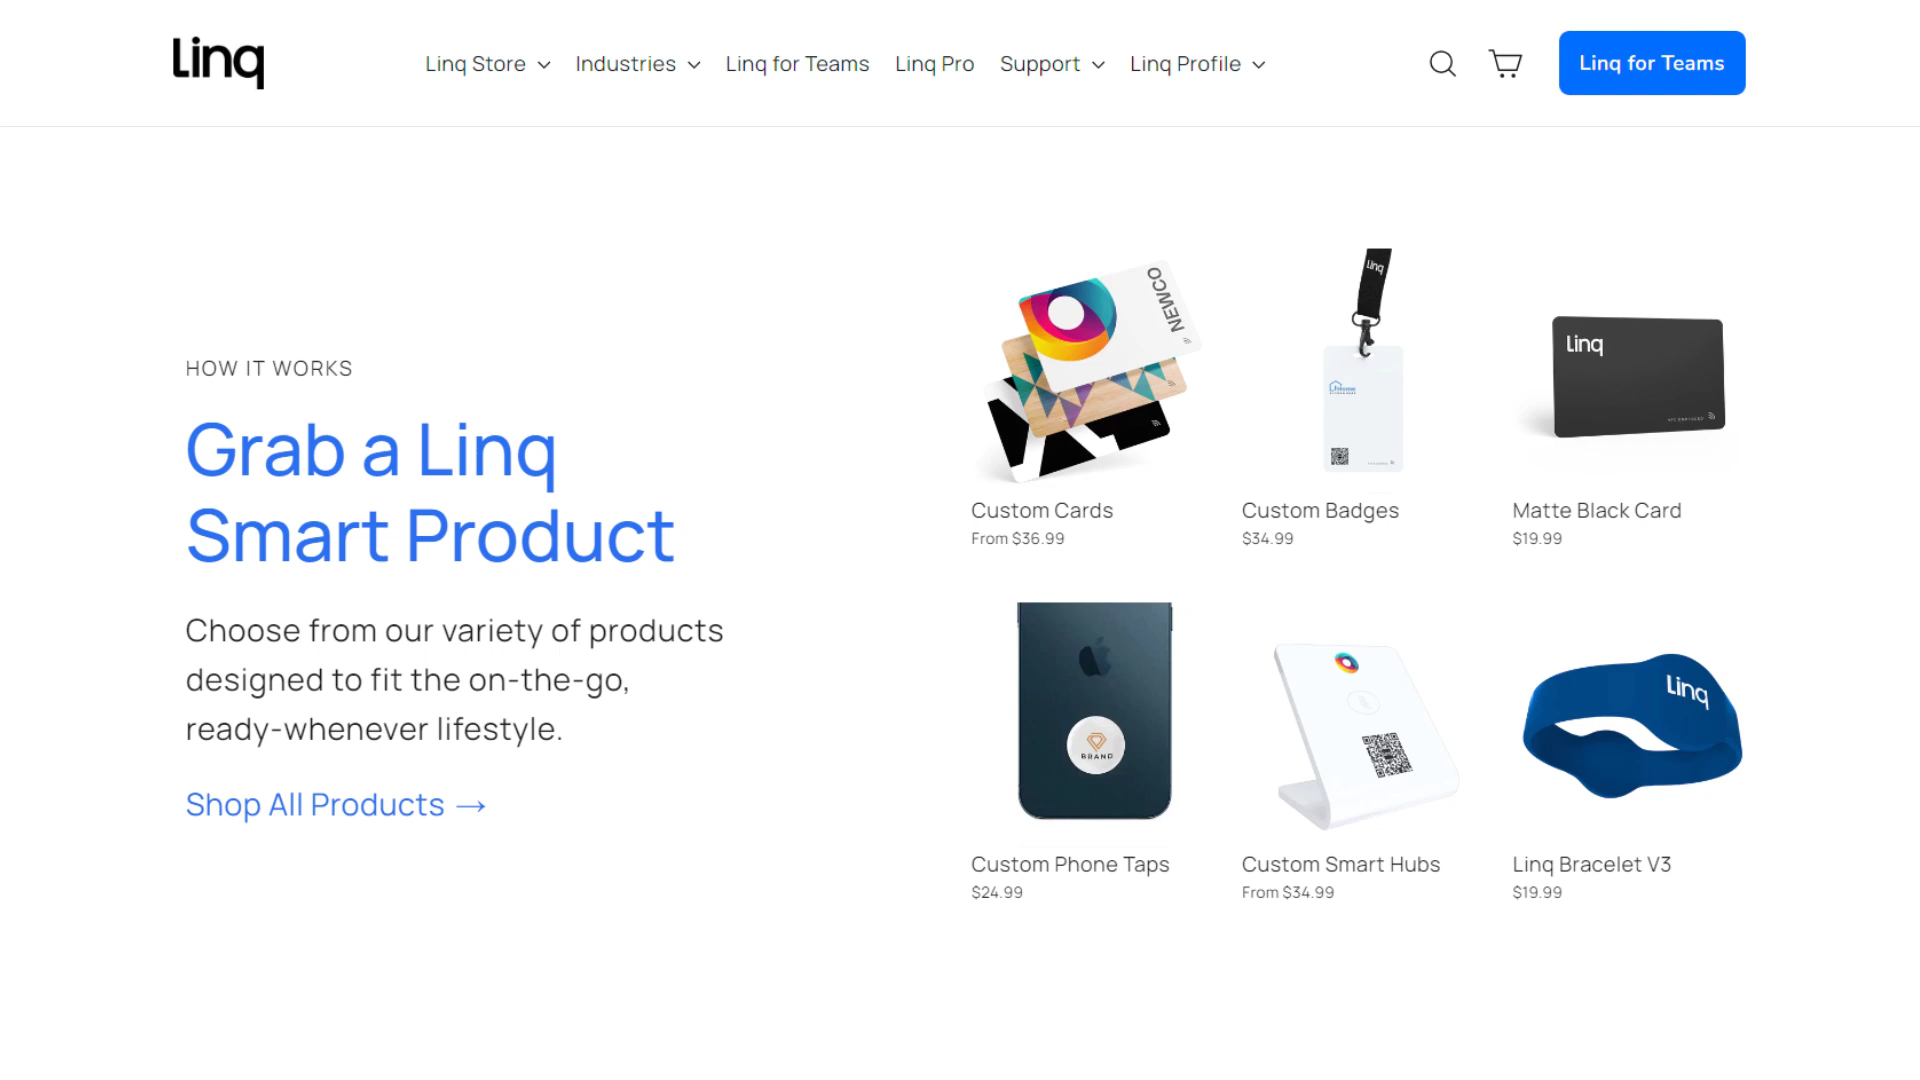 Linq
Linq Store
Industries
Linq for Teams
Linq Pro
Support
Linq Profile
Linq for Teams
HOW IT WORKS
Grab a Linq
Smart Product
Choose from our variety of products
designed to fit the on-the-go,
ready-whenever lifestyle.
Shop All Products →
NEWCO
Linq
Linq
Custom Cards
From $36.99
Custom Badges
$34.99
Matte Black Card
$19.99
BRAND
Linq
Custom Phone Taps
$24.99
Custom Smart Hubs
From $34.99
Linq Bracelet V3
$19.99